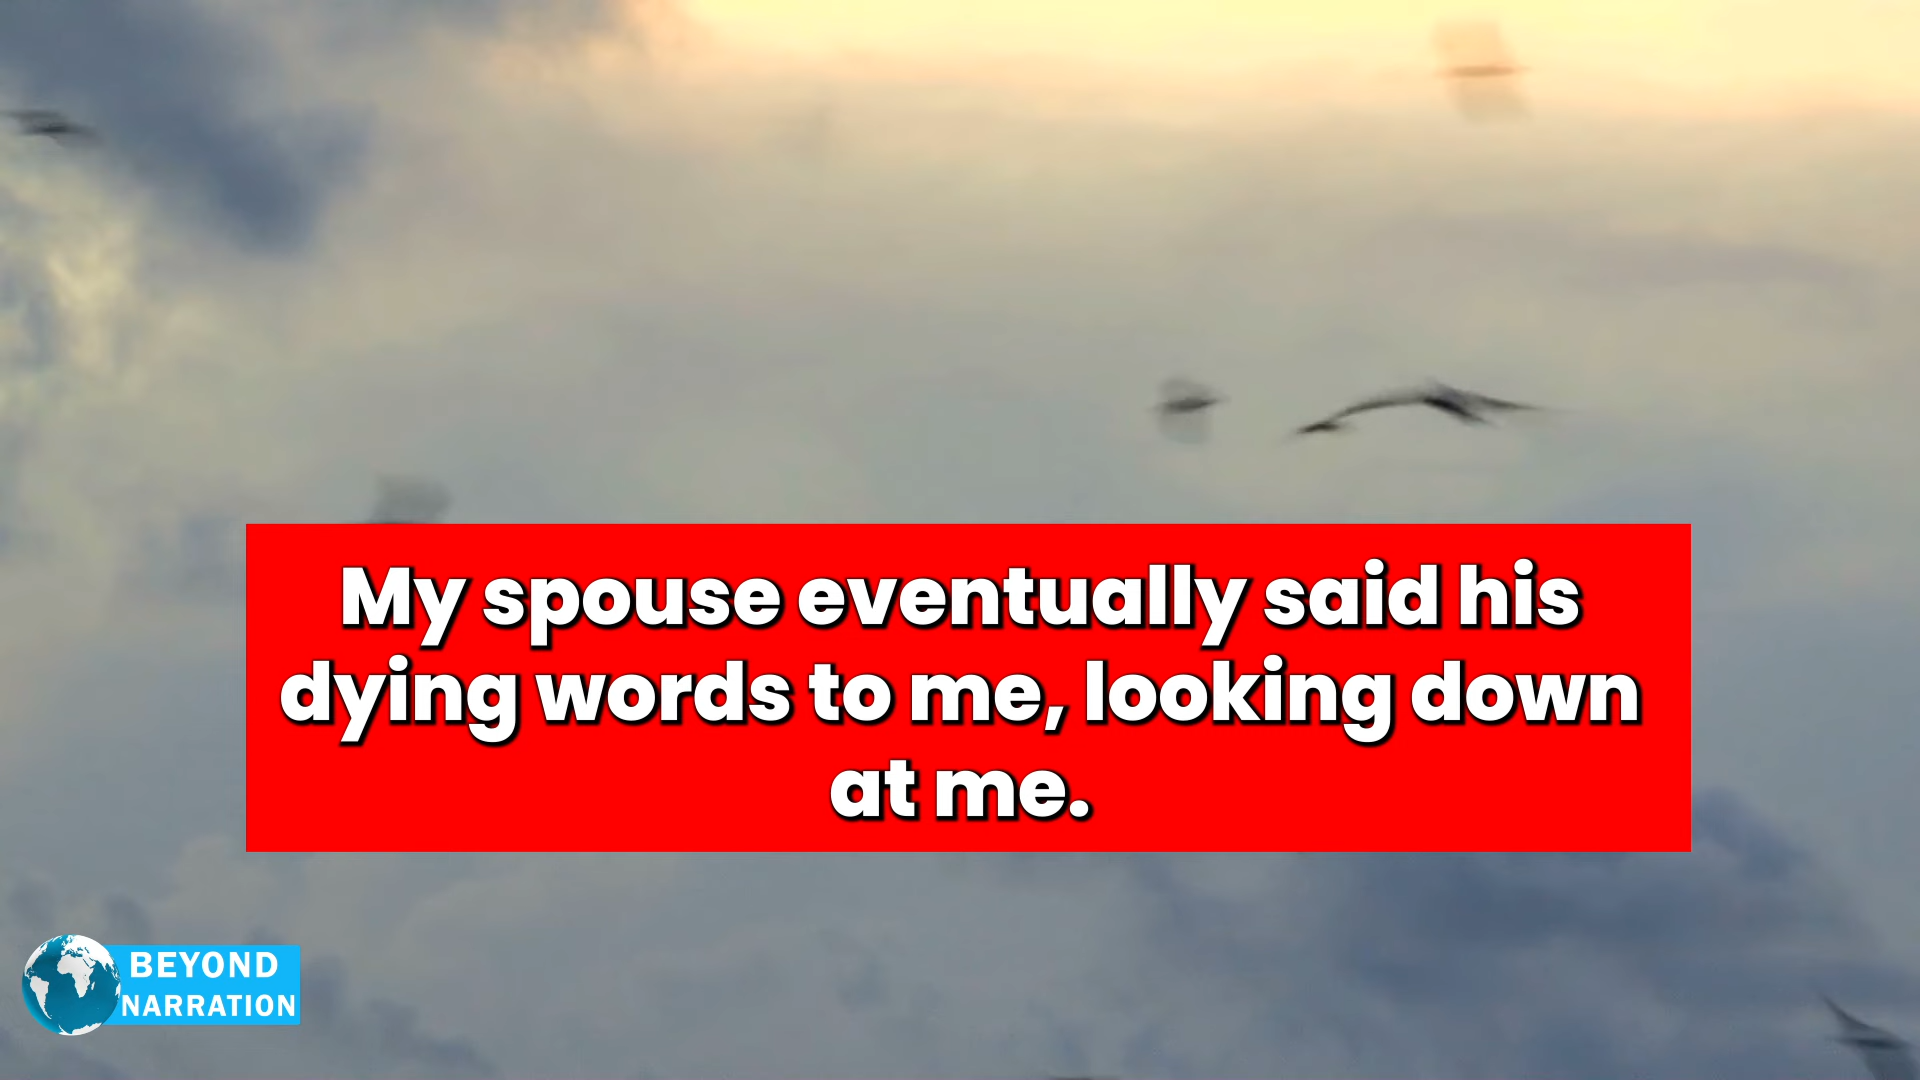 My spouse eventually said his
dying words to me, looking down
at me.
BEYOND
NARRATION